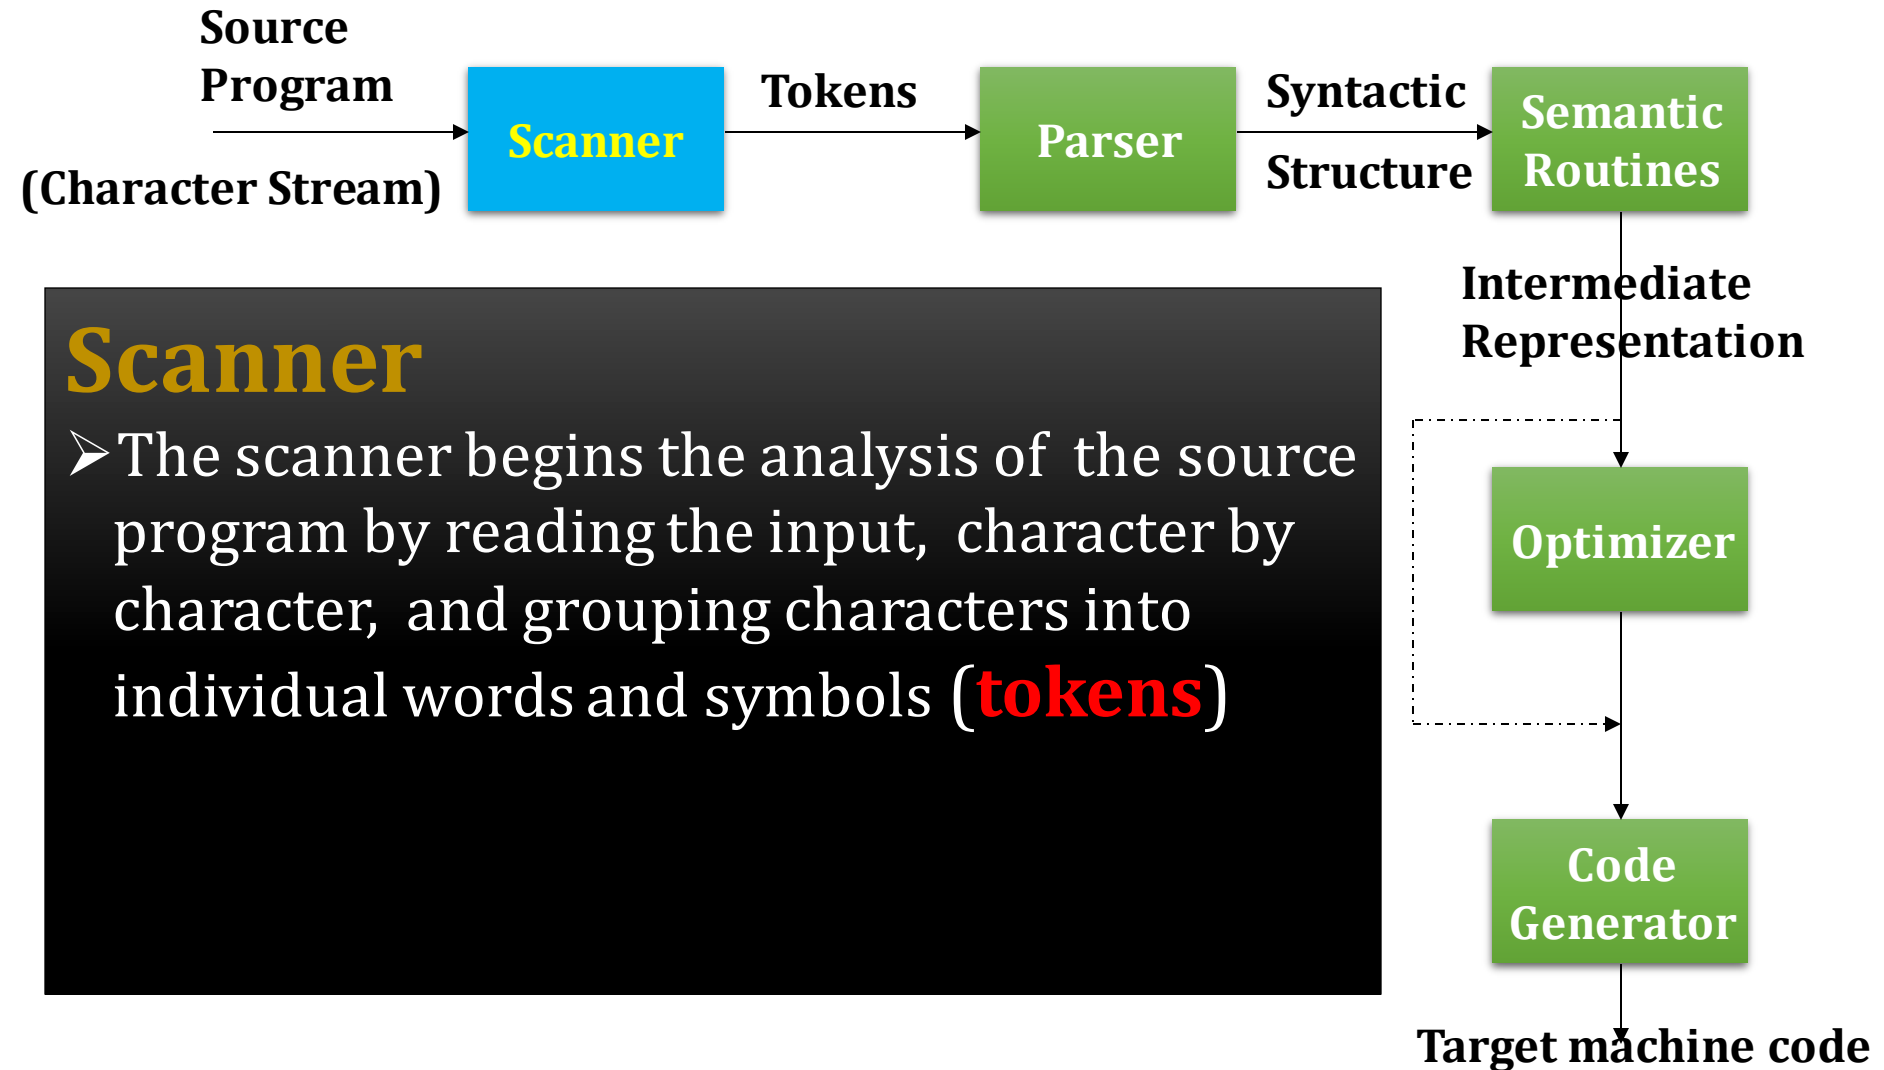 Source
Program
(Character Stream)
Scanner
Tokens
Parser
Syntactic
Structure
Semantic
Routines
Intermediate
Representation
Scanner
➢The scanner begins the analysis of the source
program by reading the input, character by
character, and grouping characters into
individual words and symbols (tokens)
Optimizer
Code
Generator
Target machine code